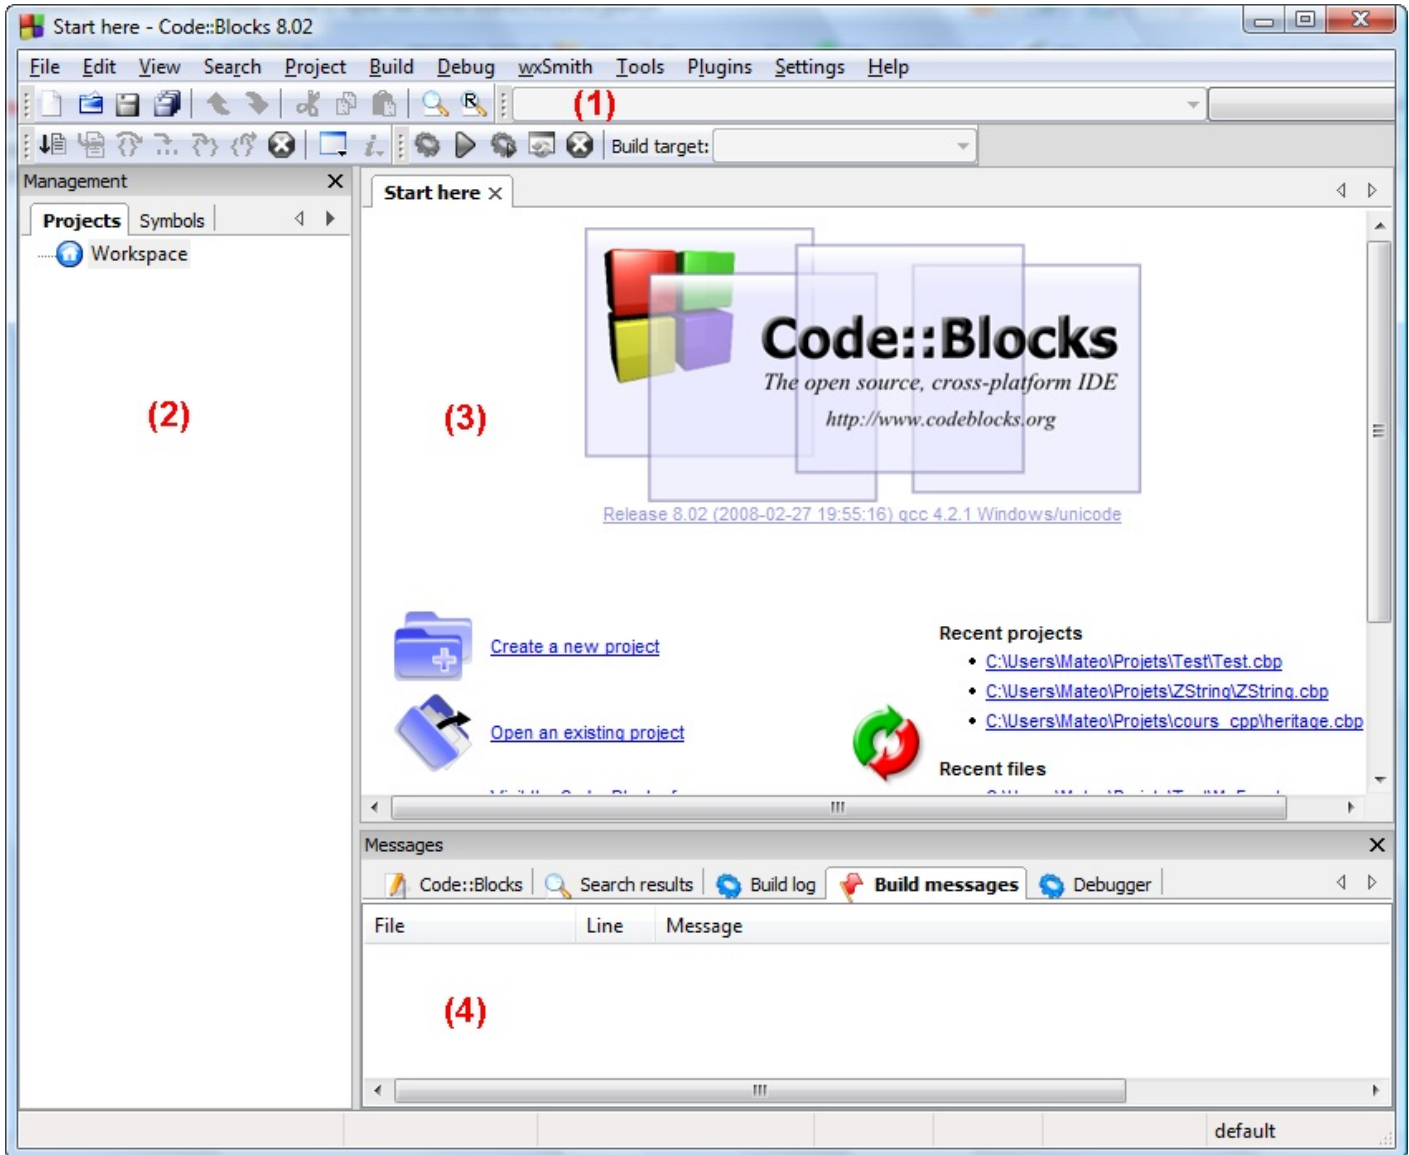 Start here - Code::Blocks 8.02
File Edit View Search Project Build Debug wxSmith Tools Plugins Settings Help
(1)
Build target:
Management
Projects Symbols
Workspace
(2)
Start here
(3)
Code::Blocks
The open source, cross-platform IDE
http://www.codeblocks.org
Release 8.02 (2008-02-27 19:55:16) gcc 4.2.1 Windows/unicode
Create a new project
Open an existing project
Recent projects
C:\Users\Mateo\Projets\Test\Test.cbp
C:\Users\Mateo\Projets\ZString\ZString.cbp
C:\Users\Mateo\Projets\cours_cpp\heritage.cbp
Recent files
Messages
Code::Blocks Search results Build log Build messages Debugger
File Line Message
(4)
default